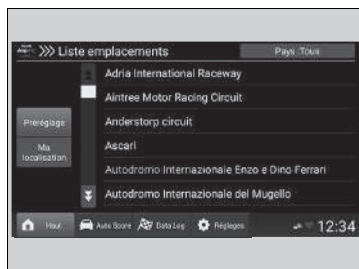 >>> Liste emplacements
Pays :Tous
Adria International Raceway
Aintree Motor Racing Circuit
Anderstorp circuit
Ascari
Autodromo Internazionale Enzo e Dino Ferrari
Autodromo Internazionale del Mugello
Préréglage
Ma
localisation
Haut
Auto Score
Data Log
Réglages
12:34